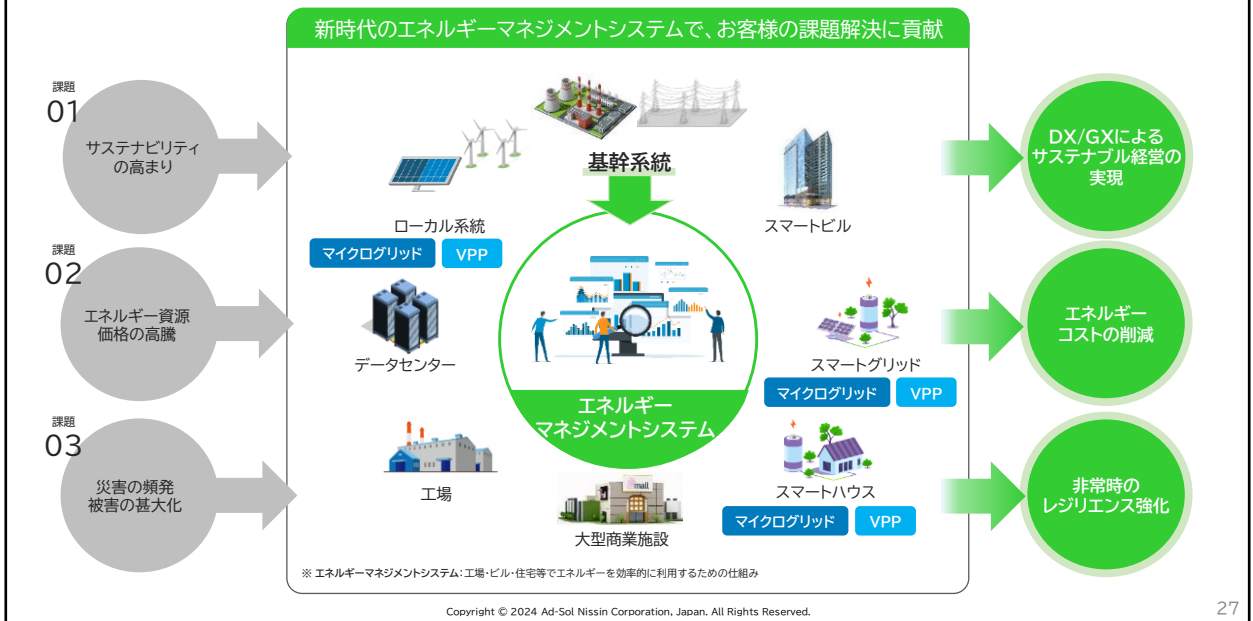 新時代のエネルギーマネジメントシステムで、お客様の課題解決に貢献
課題
01
サステナビリティ
の高まり
課題
02
エネルギー資源
価格の高騰
課題
03
災害の頻発
被害の甚大化
基幹系統
ローカル系統
マイクログリッド
VPP
スマートビル
データセンター
スマートグリッド
マイクログリッド
VPP
エネルギー
マネジメントシステム
工場
mall
大型商業施設
スマートハウス
マイクログリッド
VPP
※ エネルギーマネジメントシステム:工場・ビル・住宅等でエネルギーを効率的に利用するための仕組み
DX/GXによる
サステナブル経営の
実現
エネルギー
コストの削減
非常時の
レジリエンス強化
Copyright © 2024 Ad-Sol Nissin Corporation, Japan. All Rights Reserved.
27